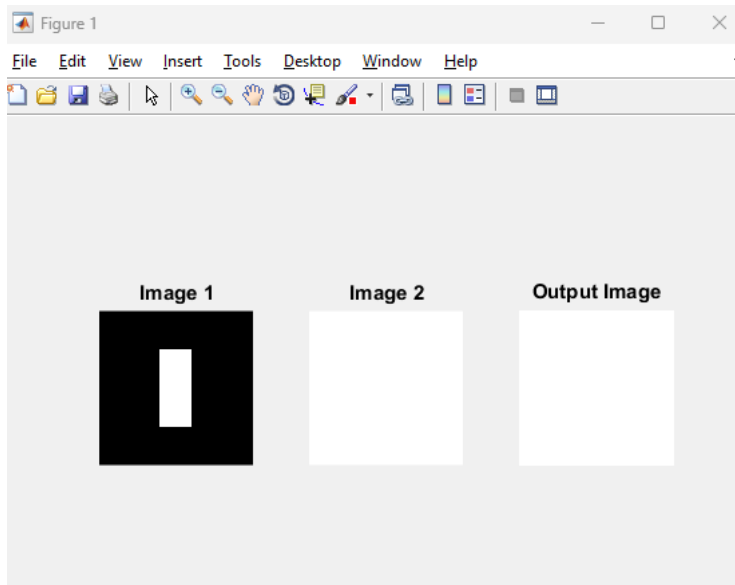 Figure 1
File Edit View Insert Tools Desktop Window Help
Image 1 Image 2 Output Image